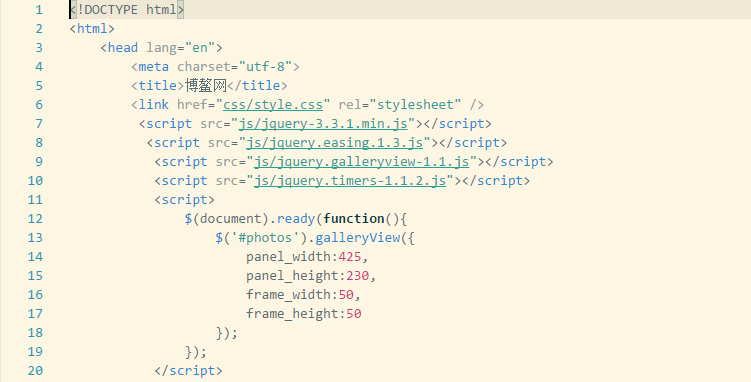 1 <!DOCTYPE html>
2 <html>
3 <head lang="en">
4 <meta charset="utf-8">
5 <title>博鳌网</title>
6 <link href="css/style.css" rel="stylesheet" />
7 <script src="js/jquery-3.3.1.min.js"></script>
8 <script src="js/jquery.easing.1.3.js"></script>
9 <script src="js/jquery.galleryview-1.1.js"></script>
10 <script src="js/jquery.timers-1.1.2.js"></script>
11 <script>
12 $(document).ready(function(){
13 $('#photos').galleryView({
14 panel_width:425,
15 panel_height:230,
16 frame_width:50,
17 frame_height:50
18 });
19 });
20 </script>